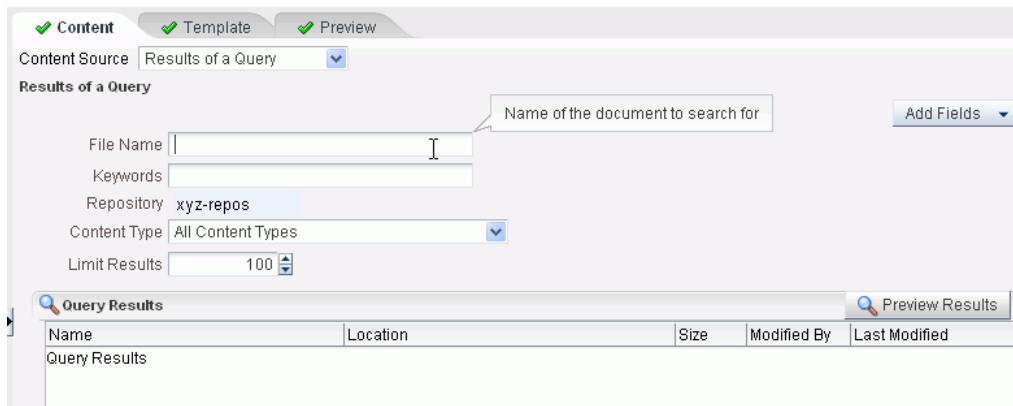 Content Template Preview
Content Source Results of a Query
Results of a Query
Name of the document to search for
Add Fields
File Name
Keywords
Repository xyz-repos
Content Type All Content Types
Limit Results 100
Query Results Preview Results
Name Location Size Modified By Last Modified
Query Results